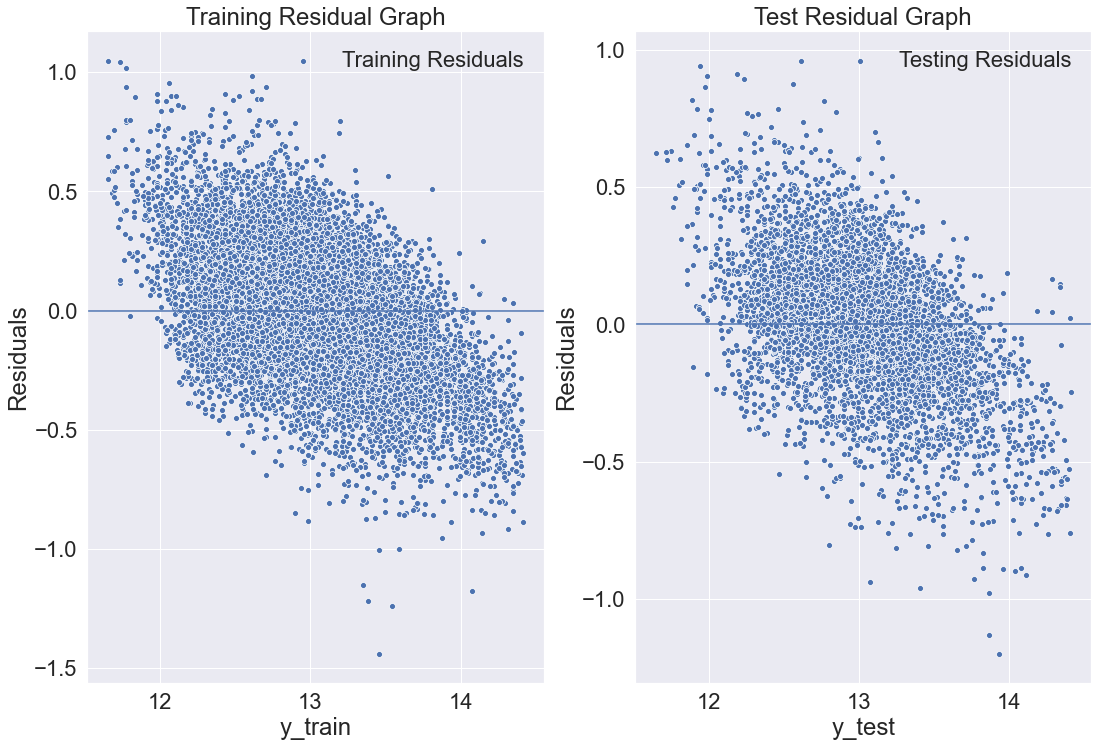 Training Residual Graph
Training Residuals
1.0
0.5
0.0
−0.5
−1.0
−1.5
Residuals
12
13
14
y_train
Test Residual Graph
Testing Residuals
1.0
0.5
0.0
−0.5
−1.0
Residuals
12
13
14
y_test